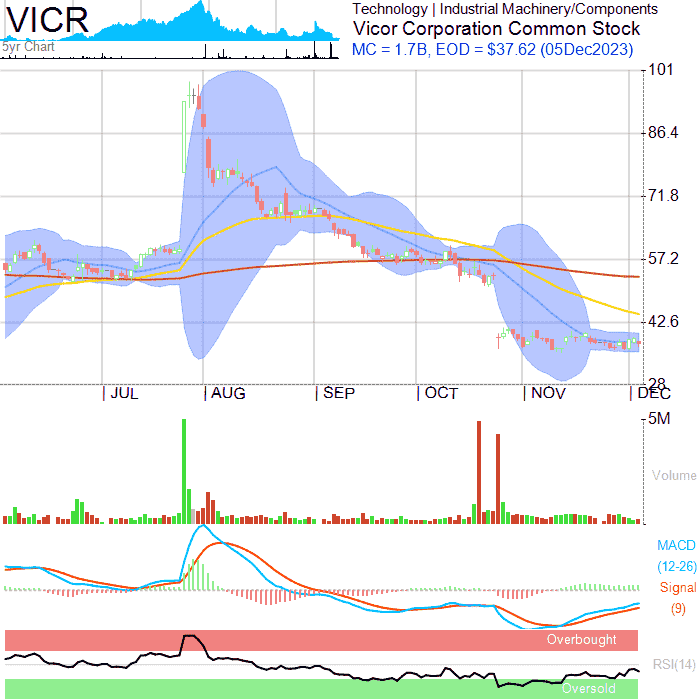 VICR
5yr Chart
Technology | Industrial Machinery/Components
Vicor Corporation Common Stock
MC = 1.7B, EOD = $37.62 (05Dec2023)
101
86.4
71.8
57.2
42.6
28
JUL AUG SEP OCT NOV DEC
5M
Volume
MACD
(12-26)
Signal
(9)
Overbought
RSI(14)
Oversold